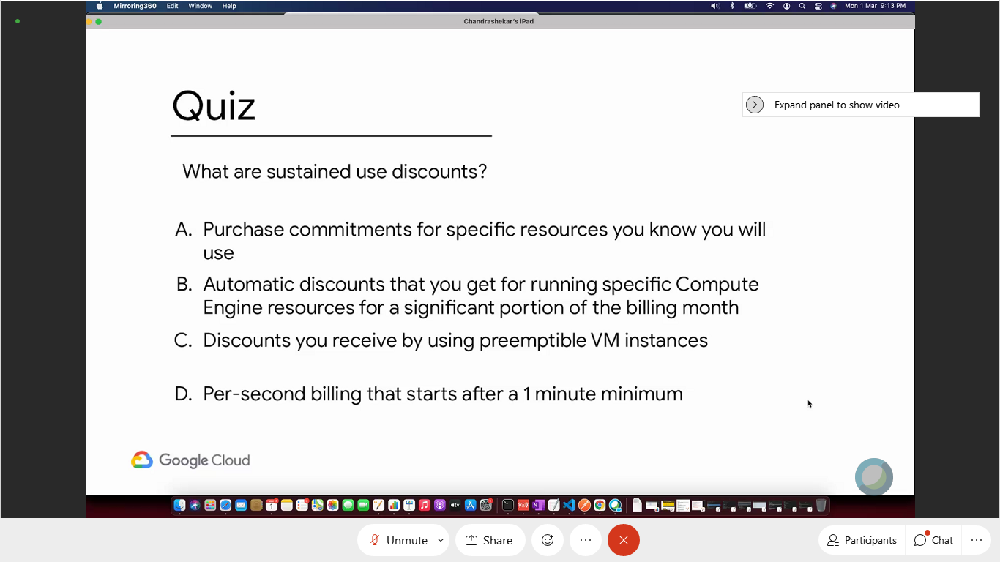 Mirroring360 Edit Window Help Mon 1 Mar 9:13 PM
Chandrashekar's iPad
Quiz
Expand panel to show video
What are sustained use discounts?
A. Purchase commitments for specific resources you know you will
use
B. Automatic discounts that you get for running specific Compute
Engine resources for a significant portion of the billing month
C. Discounts you receive by using preemptible VM instances
D. Per-second billing that starts after a 1 minute minimum
Google Cloud
Unmute Share Participants Chat